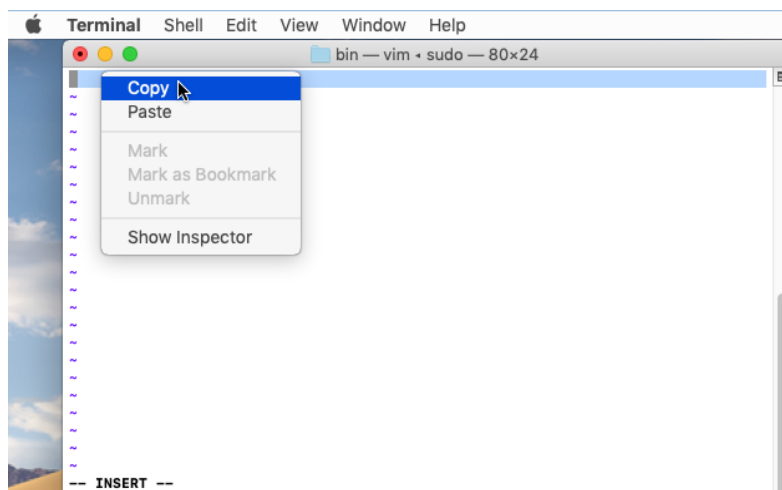 Terminal Shell Edit View Window Help
bin — vim ◂ sudo — 80×24
Copy
~
Paste
~
~
Mark
~
Mark as Bookmark
~
Unmark
~
~
Show Inspector
~
~
~
~
~
~
~
~
~
~
~
~
~
~
-- INSERT --